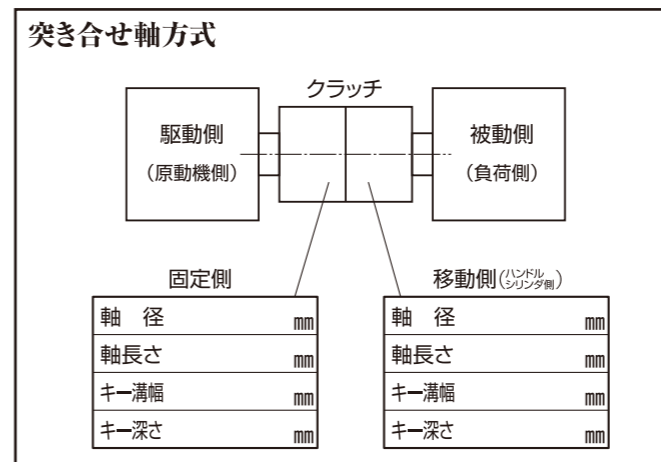 突き合せ軸方式
クラッチ
駆動側
(原動機側)
被動側
(負荷側)
固定側
軸 径 mm
軸長さ mm
キー溝幅 mm
キー深さ mm
移動側(ハンドルシリンダ側)
軸 径 mm
軸長さ mm
キー溝幅 mm
キー深さ mm